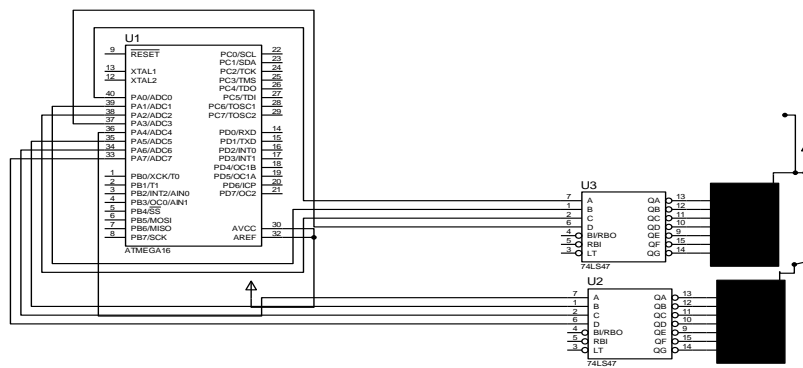 U1
9 RESET PC0/SCL 22
PC1/SDA 23
13 XTAL1 PC2/TCK 24
12 XTAL2 PC3/TMS 25
PC4/TDO 26
40 PA0/ADC0 PC5/TDI 27
39 PA1/ADC1 PC6/TOSC1 28
38 PA2/ADC2 PC7/TOSC2 29
37 PA3/ADC3
36 PA4/ADC4 PD0/RXD 14
35 PA5/ADC5 PD1/TXD 15
34 PA6/ADC6 PD2/INT0 16
33 PA7/ADC7 PD3/INT1 17
PD4/OC1B 18
1 PB0/XCK/T0 PD5/OC1A 19
2 PB1/T1 PD6/ICP 20
3 PB2/INT2/AIN0 PD7/OC2 21
4 PB3/OC0/AIN1
5 PB4/SS
6 PB5/MOSI
7 PB6/MISO AVCC 30
8 PB7/SCK AREF 32
ATMEGA16
U3
7 A QA 13
1 B QB 12
2 C QC 11
6 D QD 10
4 BI/RBO QE 9
5 RBI QF 15
3 LT QG 14
74LS47
U2
7 A QA 13
1 B QB 12
2 C QC 11
6 D QD 10
4 BI/RBO QE 9
5 RBI QF 15
3 LT QG 14
74LS47